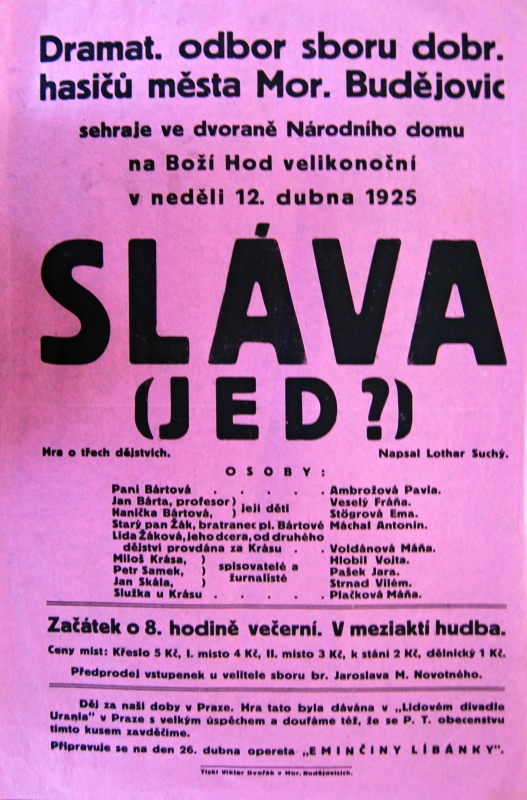 Dramat. odbor sboru dobr.
hasičů města Mor. Budějovic
sehraje ve dvoraně Národního domu
na Boží Hod velikonoční
v neděli 12. dubna 1925
SLÁVA
(JED?)
Hra o třech dějstvích. Napsal Lothar Suchý.
OSOBY:
Paní Bártová . . . . . Ambrožová Pavla.
Jan Bárta, profesor ) její děti Veselý Fráňa.
Hanička Bártová, ) Stögrová Ema.
Starý pan Žák, bratranec pí. Bártové Máchal Antonín.
Lida Žáková, jeho dcera, od druhého
dějství provdána za Krásu . . Voldánová Máňa.
Miloš Krása, ) Hlobil Vojta.
Petr Samek, ) spisovatelé a žurnalisté Pašek Jara.
Jan Skála, ) Strnad Vilém.
Služka u Krásu . . . . . Plačková Máňa.
Začátek o 8. hodině večerní. V meziaktí hudba.
Ceny míst: Křeslo 5 Kč, I. místo 4 Kč, II. místo 3 Kč, k stání 2 Kč, dělnický 1 Kč.
Předprodej vstupenek u velitele sboru br. Jaroslava M. Novotného.
Děj za naší doby v Praze. Hra tato byla dávána v „Lidovém divadle
Urania" v Praze s velkým úspěchem a doufáme též, že se P. T. obecenstvu
timto kusem zavděčíme.
Připravuje se na den 26. dubna opereta „EMINČINY LÍBÁNKY".
Tiskl Viktor Dvořák v Mor. Budějovicích.